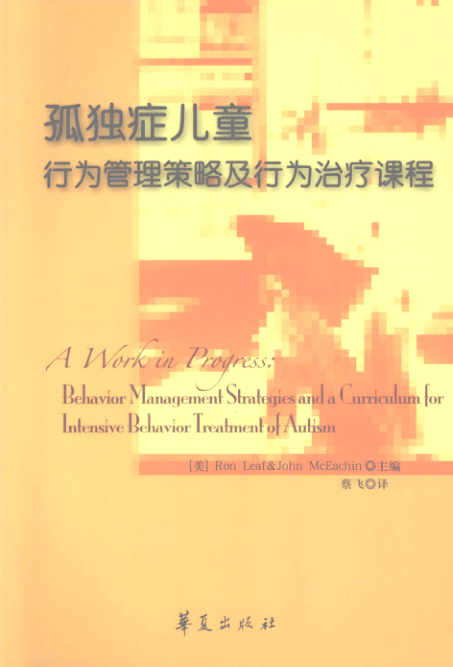 孤独症儿童
行为管理策略及行为治疗课程
A Work in Progress:
Behavior Management Strategies and a Curriculum for
Intensive Behavior Treatment of Autism
[美] Ron Leaf & John McEachin ◎ 主编
蔡飞 ◎ 译
华夏出版社